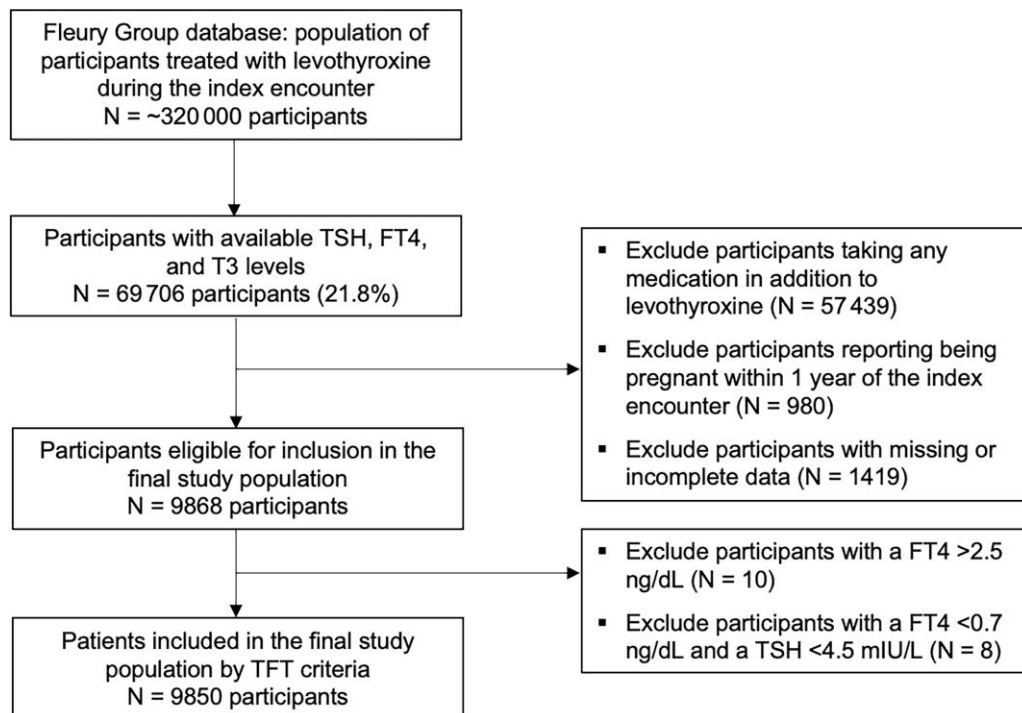 Fleury Group database: population of
participants treated with levothyroxine
during the index encounter
N = ~320 000 participants
Participants with available TSH, FT4,
and T3 levels
N = 69 706 participants (21.8%)
▪ Exclude participants taking any
medication in addition to
levothyroxine (N = 57 439)
▪ Exclude participants reporting being
pregnant within 1 year of the index
encounter (N = 980)
▪ Exclude participants with missing or
incomplete data (N = 1419)
Participants eligible for inclusion in the
final study population
N = 9868 participants
▪ Exclude participants with a FT4 >2.5
ng/dL (N = 10)
▪ Exclude participants with a FT4 <0.7
ng/dL and a TSH <4.5 mIU/L (N = 8)
Patients included in the final study
population by TFT criteria
N = 9850 participants